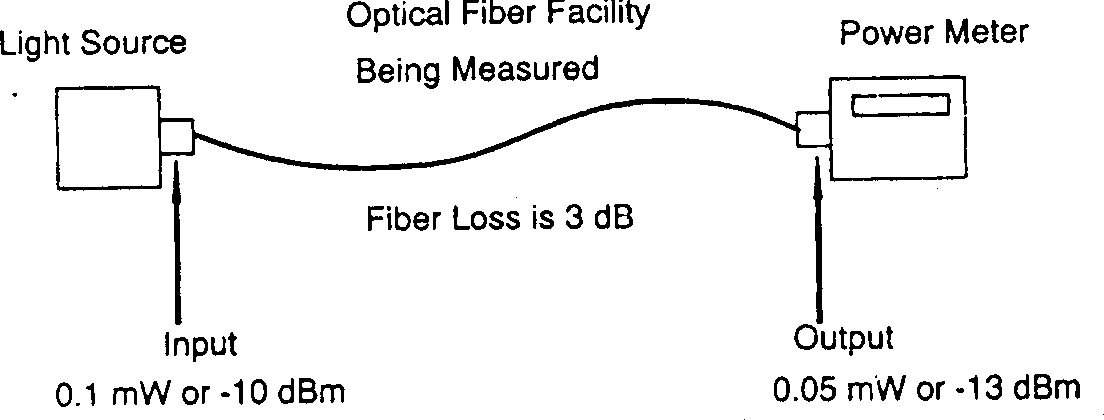 Optical Fiber Facility
Light Source
Power Meter
Being Measured
Fiber Loss is 3 dB
Input
Output
0.1 mW or -10 dBm
0.05 mW or -13 dBm